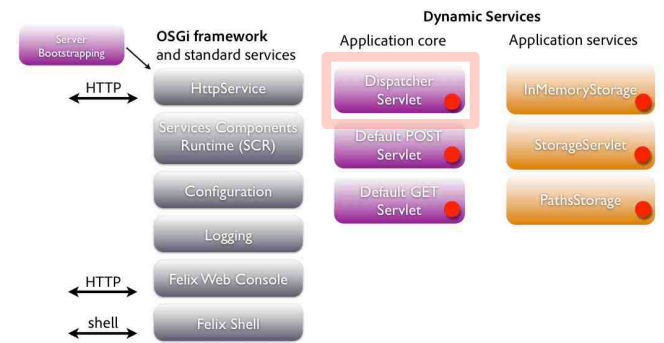 Dynamic Services
Server
Bootstrapping
OSGi framework
and standard services
Application core
Application services
HTTP
HttpService
Dispatcher
Servlet
InMemoryStorage
Services Components
Runtime (SCR)
Default POST
Servlet
StorageServlet
Configuration
Default GET
Servlet
PathsStorage
Logging
HTTP
Felix Web Console
shell
Felix Shell